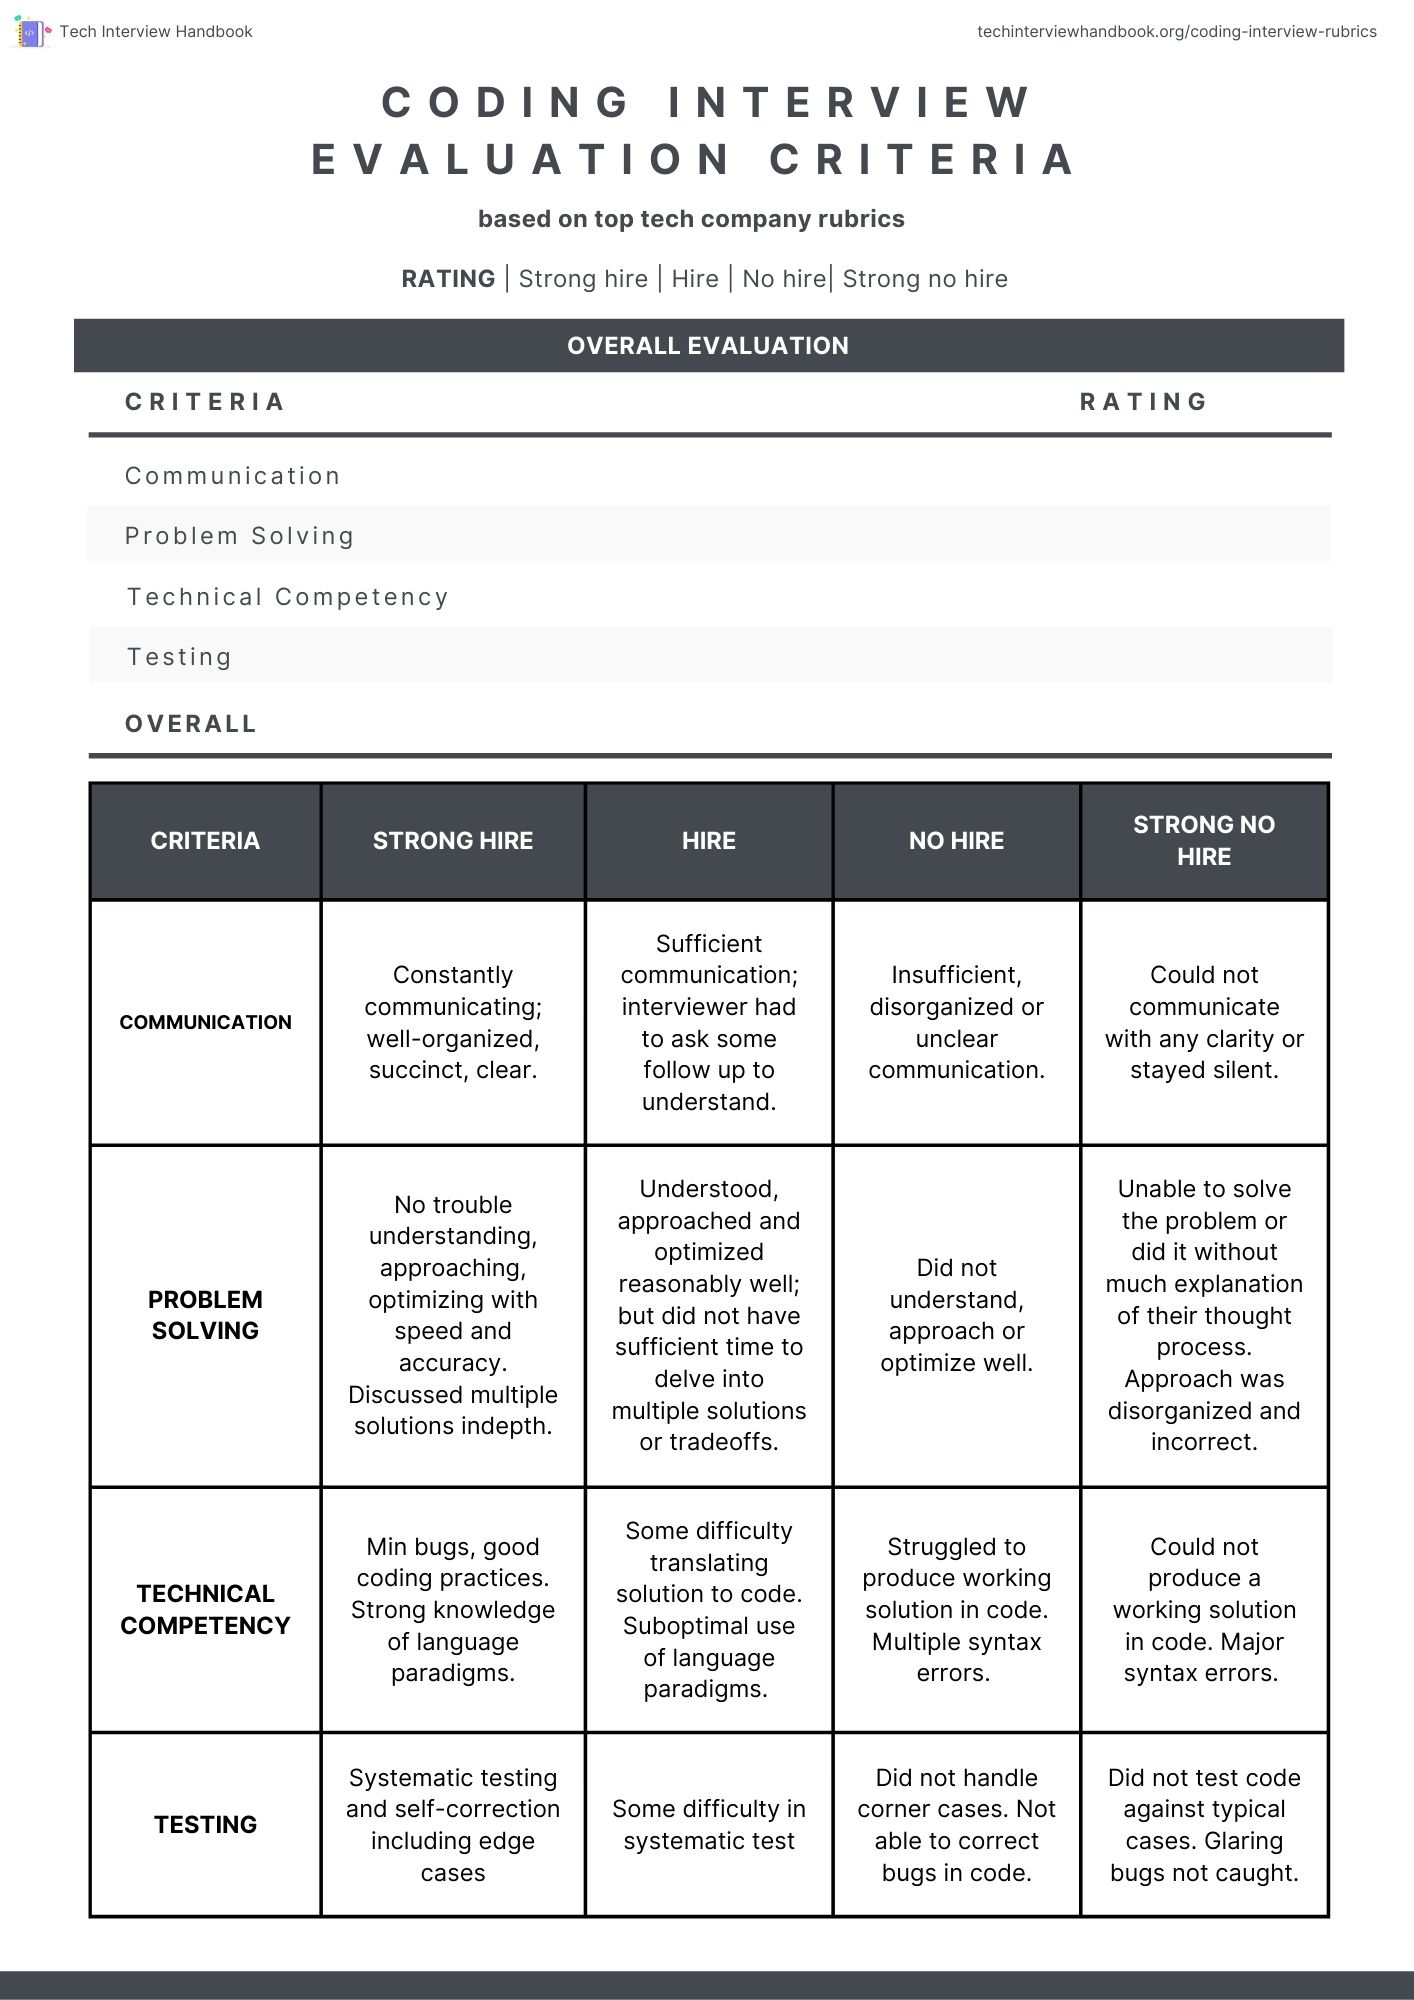 Tech Interview Handbook
techinterviewhandbook.org/coding-interview-rubrics
CODING INTERVIEW
EVALUATION CRITERIA
based on top tech company rubrics
RATING | Strong hire | Hire | No hire| Strong no hire
OVERALL EVALUATION
CRITERIA RATING
Communication
Problem Solving
Technical Competency
Testing
OVERALL
CRITERIA
STRONG HIRE
HIRE
NO HIRE
STRONG NO
HIRE
COMMUNICATION
Constantly
communicating;
well-organized,
succinct, clear.
Sufficient
communication;
interviewer had
to ask some
follow up to
understand.
Insufficient,
disorganized or
unclear
communication.
Could not
communicate
with any clarity or
stayed silent.
PROBLEM
SOLVING
No trouble
understanding,
approaching,
optimizing with
speed and
accuracy.
Discussed multiple
solutions indepth.
Understood,
approached and
optimized
reasonably well;
but did not have
sufficient time to
delve into
multiple solutions
or tradeoffs.
Did not
understand,
approach or
optimize well.
Unable to solve
the problem or
did it without
much explanation
of their thought
process.
Approach was
disorganized and
incorrect.
TECHNICAL
COMPETENCY
Min bugs, good
coding practices.
Strong knowledge
of language
paradigms.
Some difficulty
translating
solution to code.
Suboptimal use
of language
paradigms.
Struggled to
produce working
solution in code.
Multiple syntax
errors.
Could not
produce a
working solution
in code. Major
syntax errors.
TESTING
Systematic testing
and self-correction
including edge
cases
Some difficulty in
systematic test
Did not handle
corner cases. Not
able to correct
bugs in code.
Did not test code
against typical
cases. Glaring
bugs not caught.